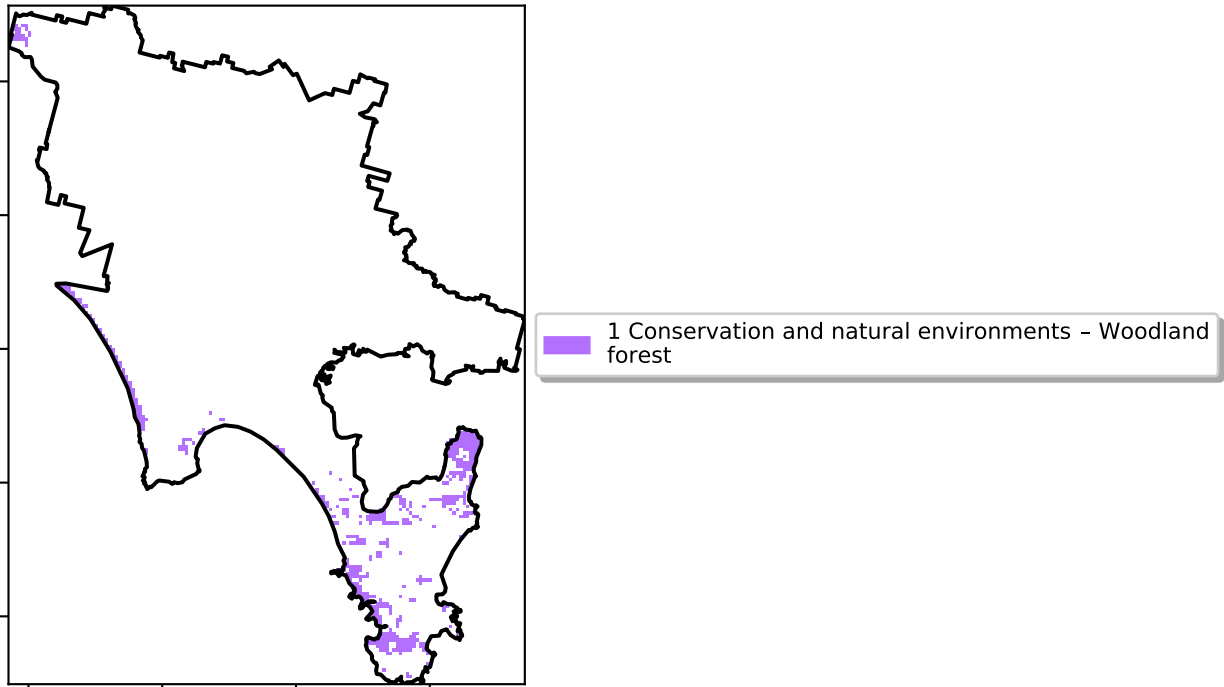 1 Conservation and natural environments – Woodland
forest